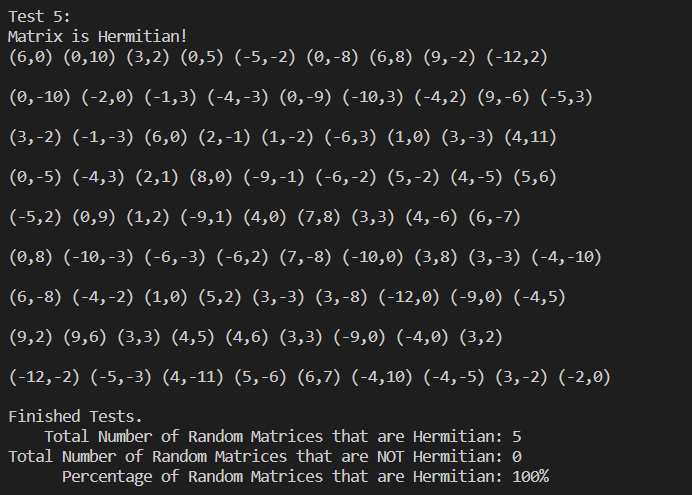 Test 5:
Matrix is Hermitian!
(6,0) (0,10) (3,2) (0,5) (-5,-2) (0,-8) (6,8) (9,-2) (-12,2)
(0,-10) (-2,0) (-1,3) (-4,-3) (0,-9) (-10,3) (-4,2) (9,-6) (-5,3)
(3,-2) (-1,-3) (6,0) (2,-1) (1,-2) (-6,3) (1,0) (3,-3) (4,11)
(0,-5) (-4,3) (2,1) (8,0) (-9,-1) (-6,-2) (5,-2) (4,-5) (5,6)
(-5,2) (0,9) (1,2) (-9,1) (4,0) (7,8) (3,3) (4,-6) (6,-7)
(0,8) (-10,-3) (-6,-3) (-6,2) (7,-8) (-10,0) (3,8) (3,-3) (-4,-10)
(6,-8) (-4,-2) (1,0) (5,2) (3,-3) (3,-8) (-12,0) (-9,0) (-4,5)
(9,2) (9,6) (3,3) (4,5) (4,6) (3,3) (-9,0) (-4,0) (3,2)
(-12,-2) (-5,-3) (4,-11) (5,-6) (6,7) (-4,10) (-4,-5) (3,-2) (-2,0)
Finished Tests.
Total Number of Random Matrices that are Hermitian: 5
Total Number of Random Matrices that are NOT Hermitian: 0
Percentage of Random Matrices that are Hermitian: 100%